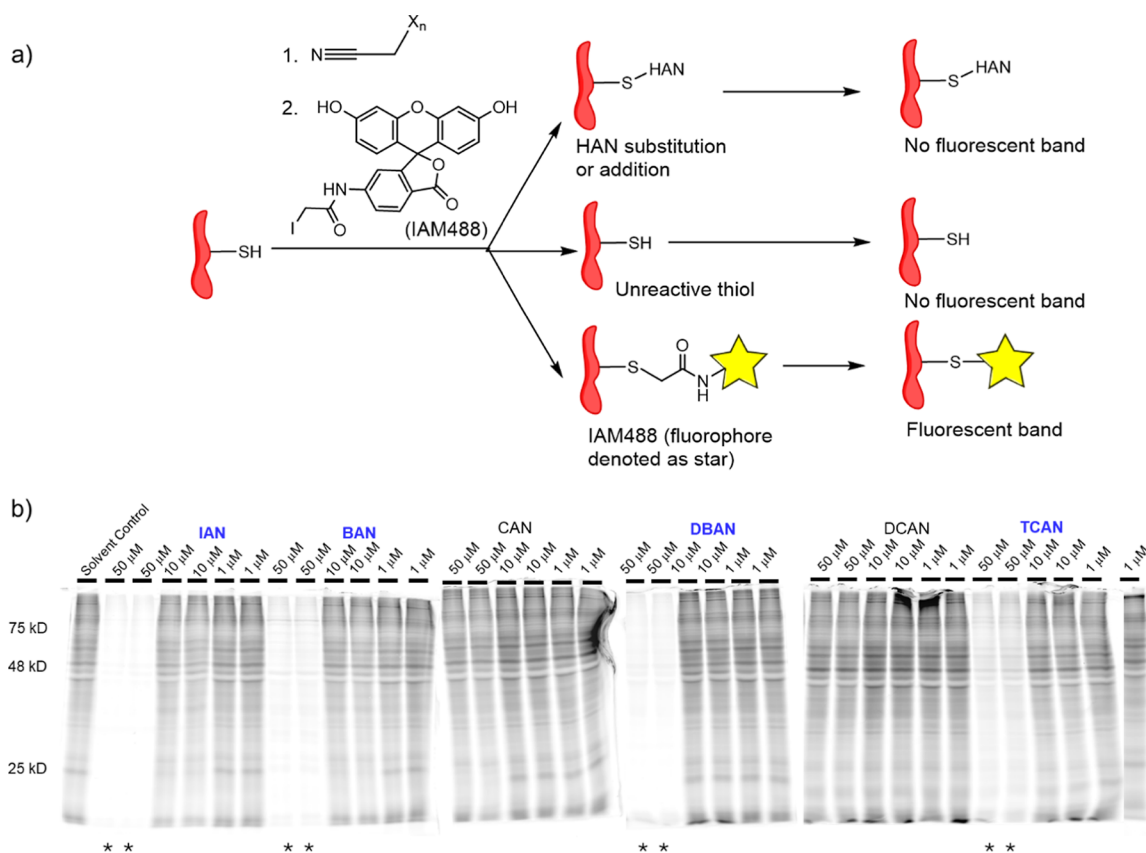 a)
1. N
Xn
2. HO
O
OH
O
HN
O
I
O
(IAM488)
SH
S HAN
HAN substitution
or addition
S HAN
No fluorescent band
SH
Unreactive thiol
SH
No fluorescent band
S
O
N
H
IAM488 (fluorophore
denoted as star)
S
Fluorescent band
b)
IAN BAN CAN DBAN DCAN TCAN
Solvent Control 50 µM 50 µM 10 µM 10 µM 1 µM 1 µM 50 µM 50 µM 10 µM 10 µM 1 µM 1 µM 50 µM 50 µM 10 µM 10 µM 1 µM 1 µM 50 µM 50 µM 10 µM 10 µM 1 µM 1 µM 50 µM 50 µM 10 µM 10 µM 1 µM 1 µM 50 µM 50 µM 10 µM 10 µM 1 µM 1 µM
75 kD
48 kD
25 kD
* * * * * * * *